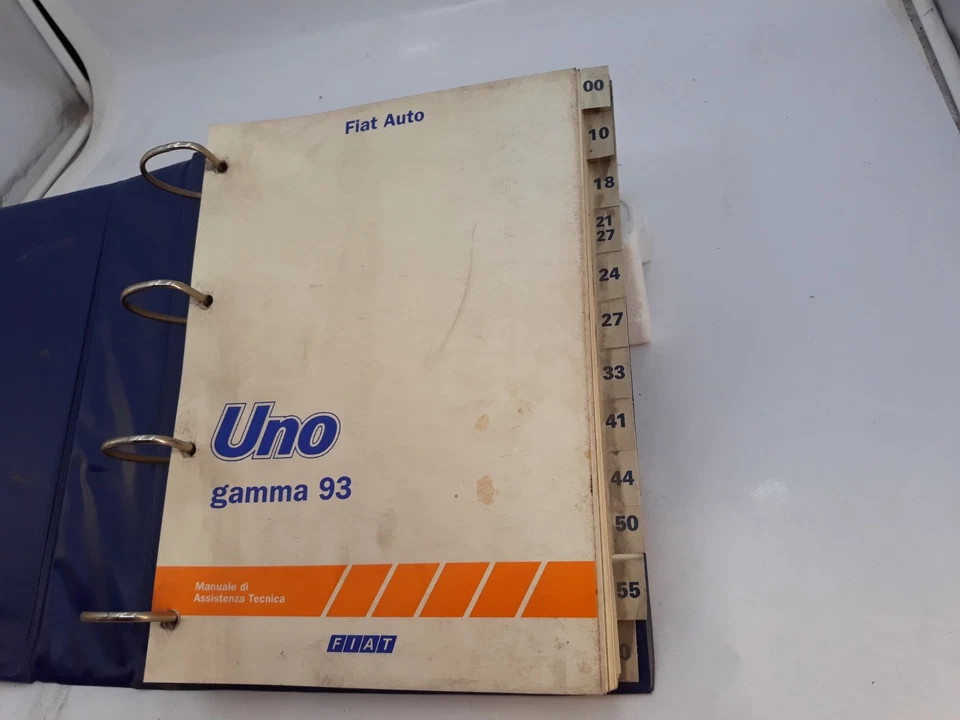 Fiat Auto
Uno
gamma 93
Manuale di
Assistenza Tecnica
FIAT
00
10
18
21
27
24
27
33
41
44
50
55